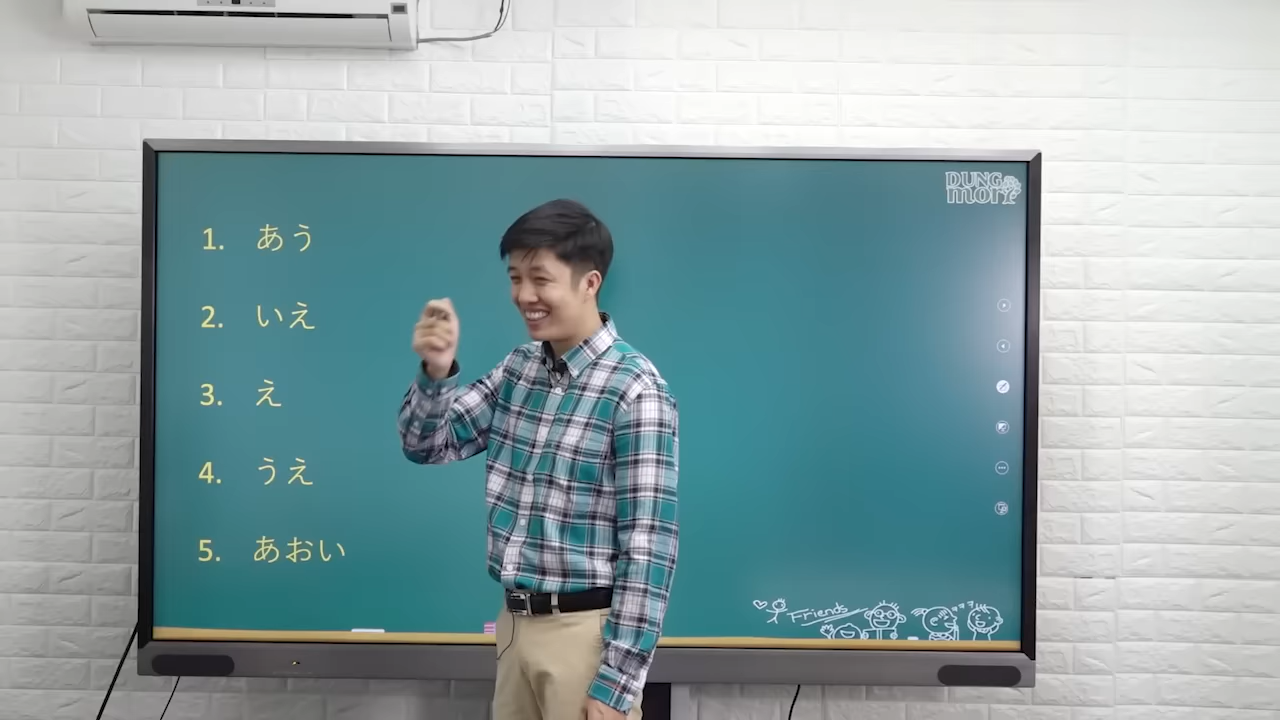 1. あう
2. いえ
3. え
4. うえ
5. あおい
DUNG
mori
Friends